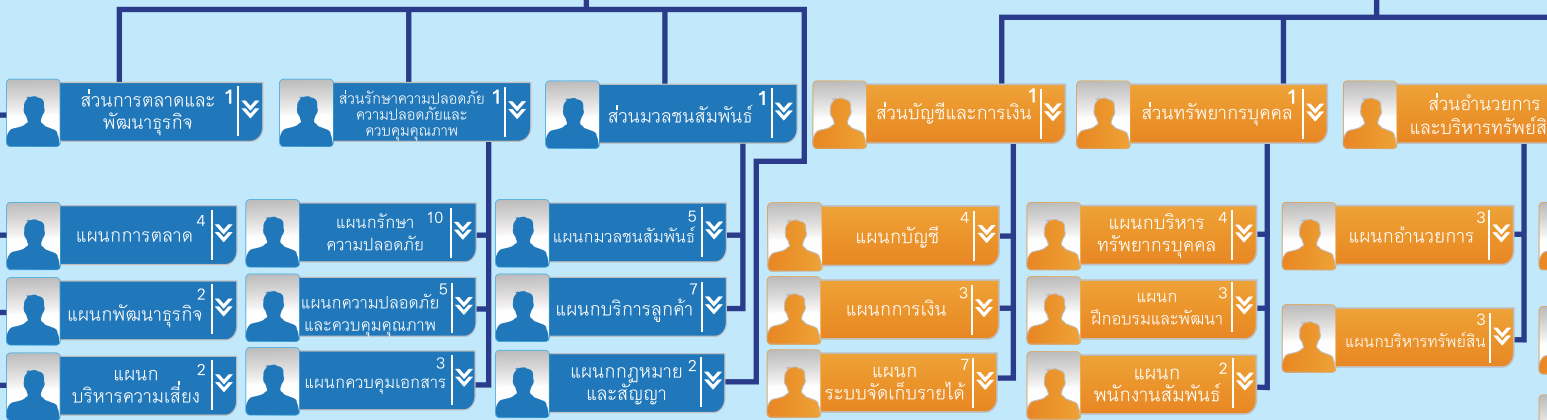 ส่วนการตลาดและ
พัฒนาธุรกิจ
1
ส่วนรักษาความปลอดภัย
ความปลอดภัยและ
ควบคุมคุณภาพ
1
ส่วนมวลชนสัมพันธ์
1
ส่วนบัญชีและการเงิน
1
ส่วนทรัพยากรบุคคล
1
ส่วนอำนวยการ
และบริหารทรัพย์สิ
แผนกการตลาด
4
แผนกรักษา
ความปลอดภัย
10
แผนกมวลชนสัมพันธ์
5
แผนกบัญชี
4
แผนกบริหาร
ทรัพยากรบุคคล
4
แผนกอำนวยการ
3
แผนกพัฒนาธุรกิจ
2
แผนกความปลอดภัย
และควบคุมคุณภาพ
5
แผนกบริการลูกค้า
7
แผนกการเงิน
3
แผนก
ฝึกอบรมและพัฒนา
3
แผนกบริหารทรัพย์สิน
3
แผนก
บริหารความเสี่ยง
2
แผนกควบคุมเอกสาร
3
แผนกกฎหมาย
และสัญญา
2
แผนก
ระบบจัดเก็บรายได้
7
แผนก
พนักงานสัมพันธ์
2